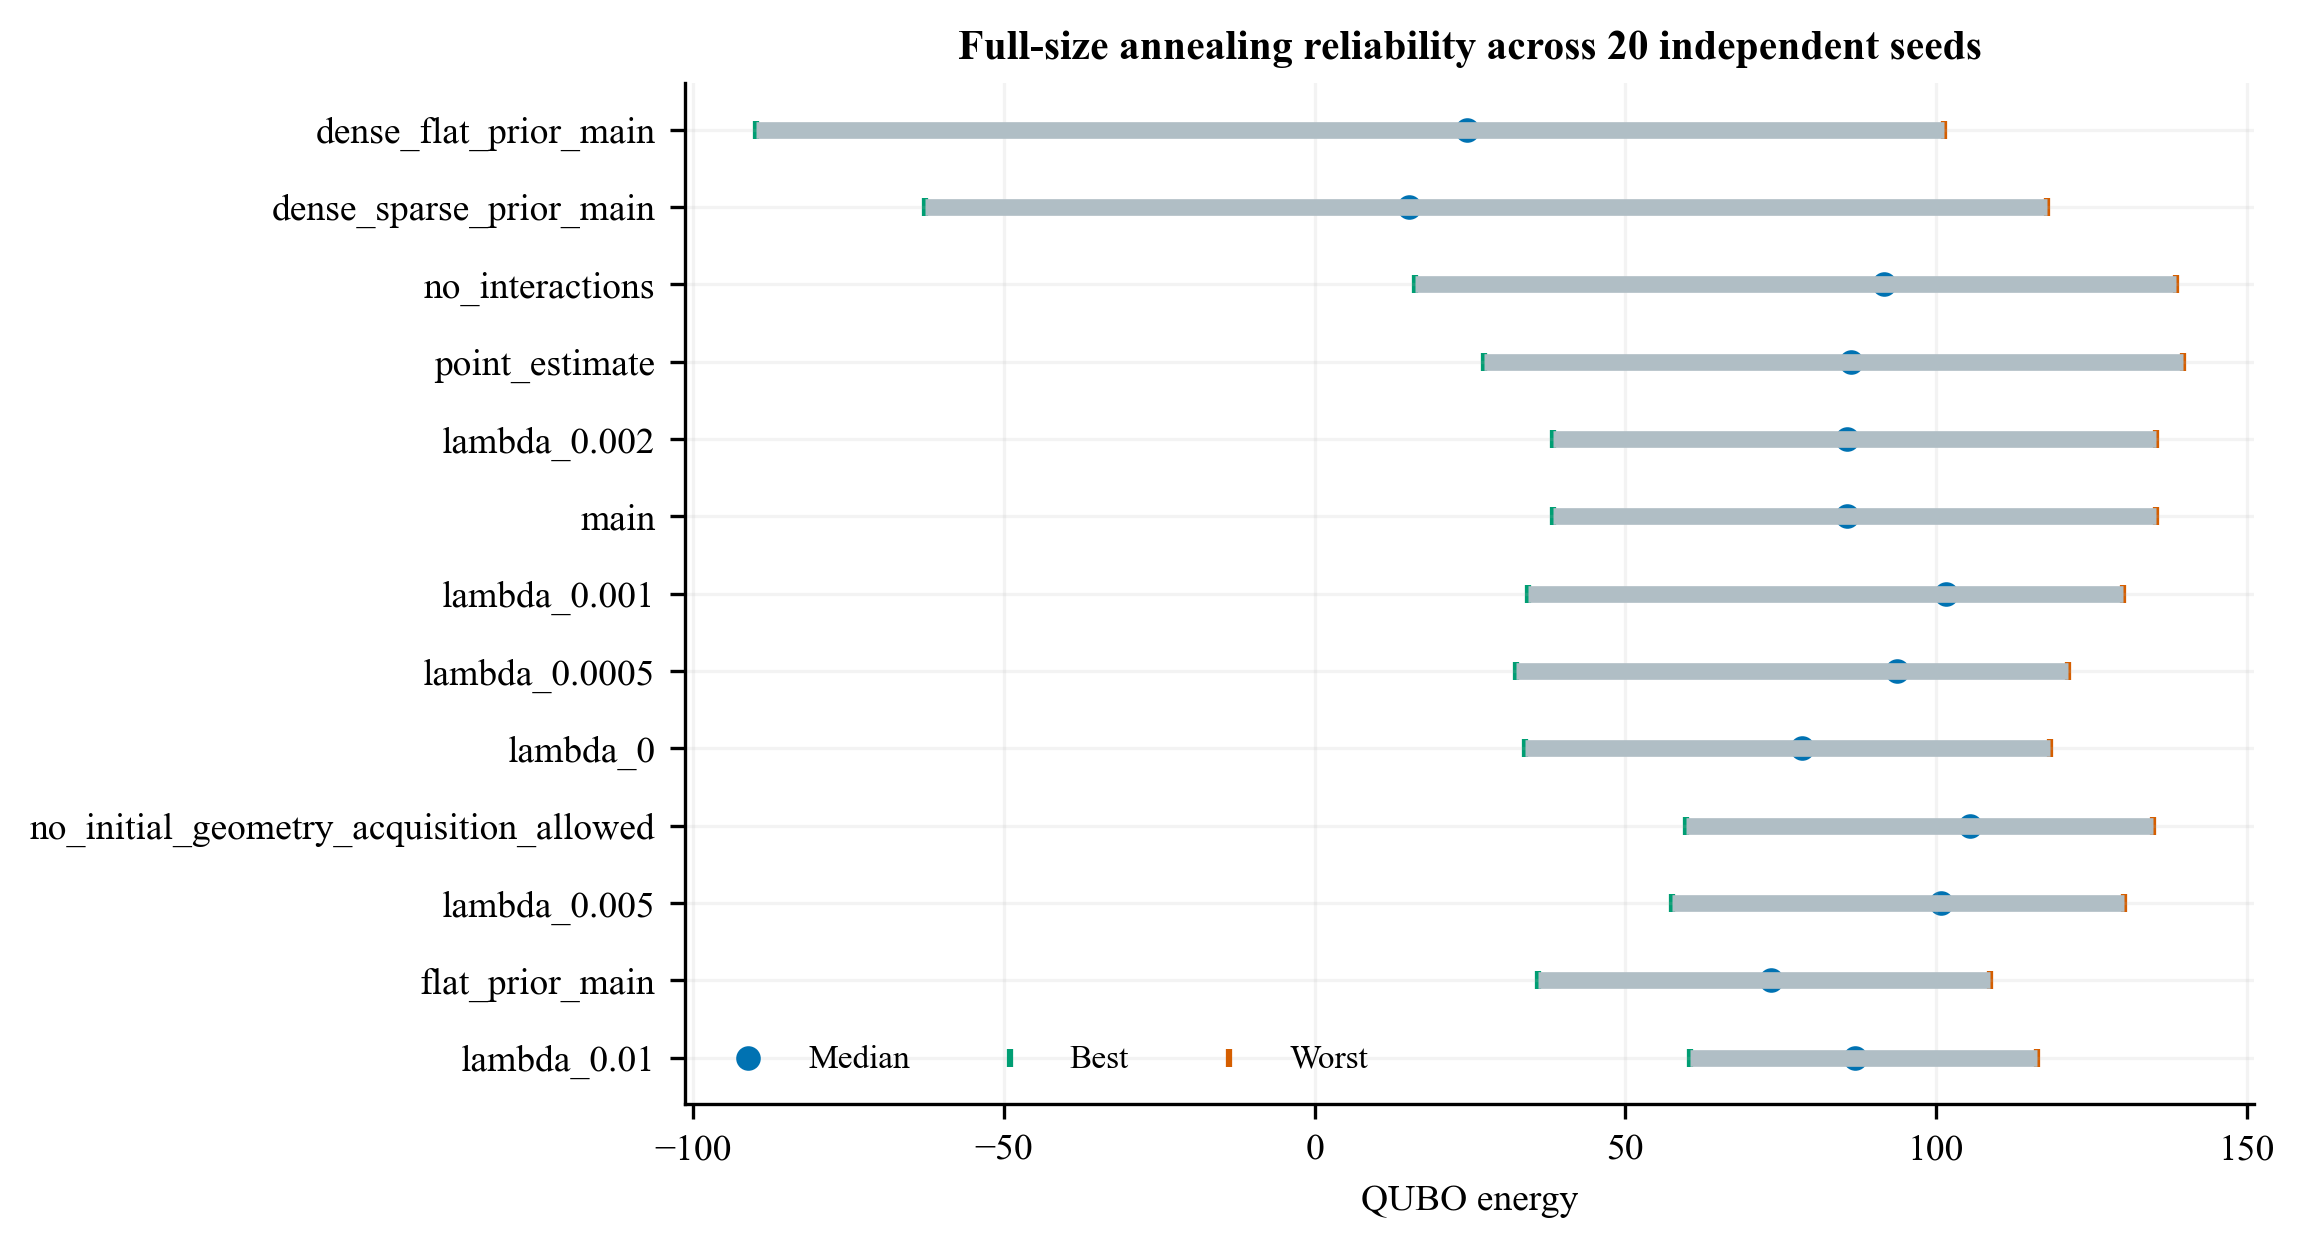 Full-size annealing reliability across 20 independent seeds
dense_flat_prior_main
dense_sparse_prior_main
no_interactions
point_estimate
lambda_0.002
main
lambda_0.001
lambda_0.0005
lambda_0
no_initial_geometry_acquisition_allowed
lambda_0.005
flat_prior_main
lambda_0.01
Median Best Worst
−100 −50 0 50 100 150
QUBO energy